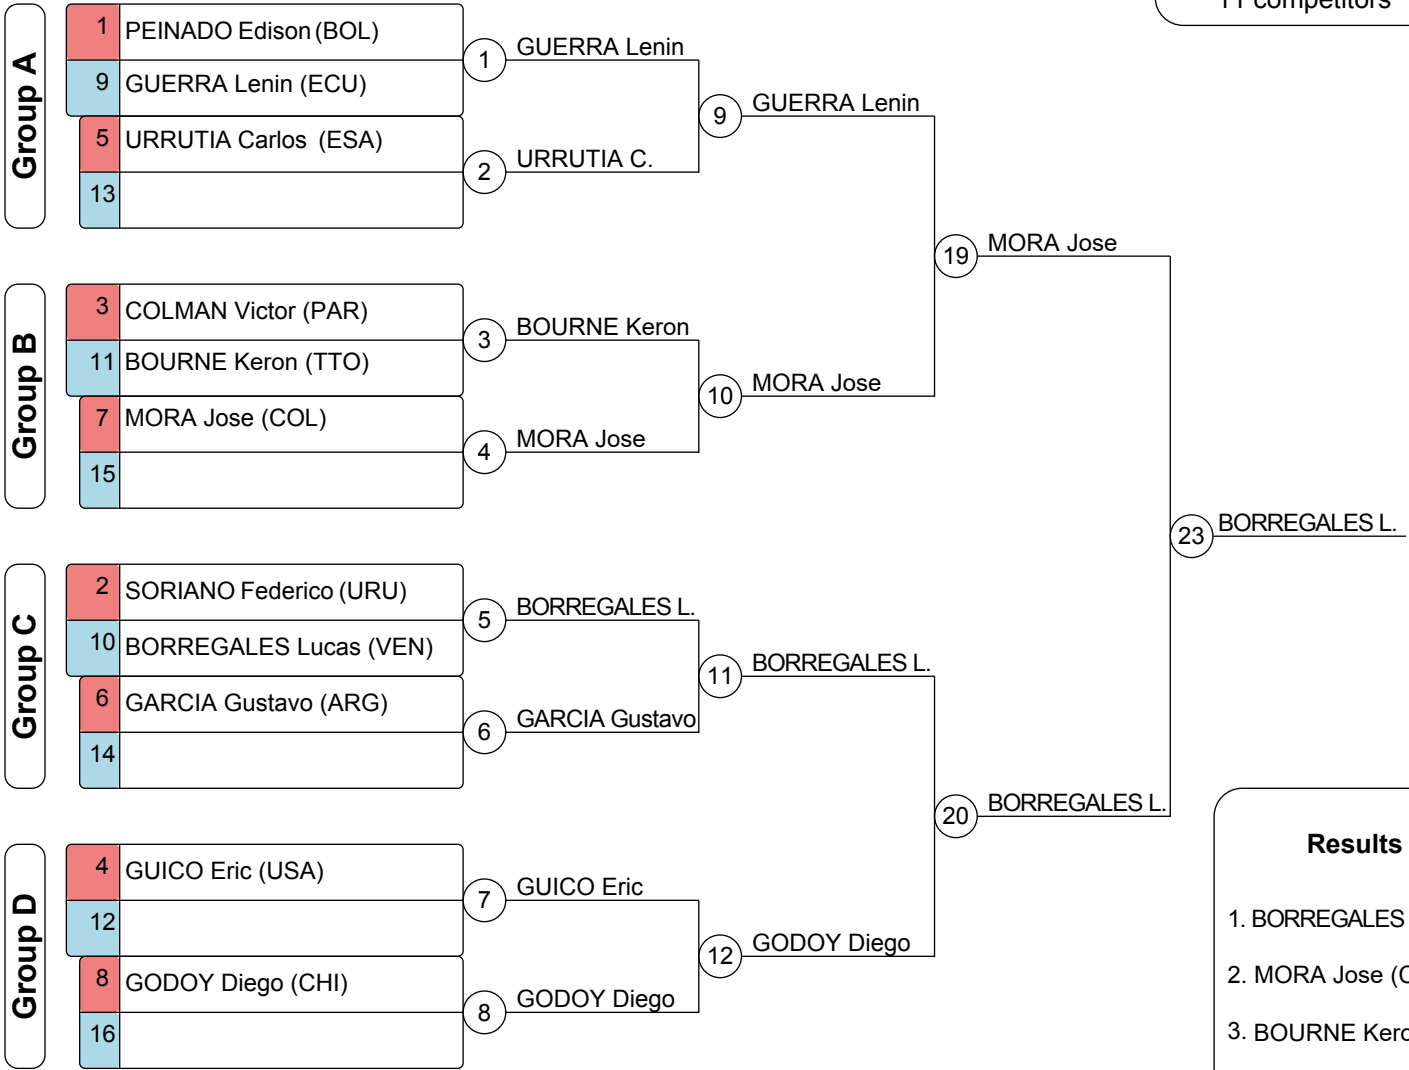 11 competitors
Group A
1 PEINADO Edison (BOL)
9 GUERRA Lenin (ECU)
5 URRUTIA Carlos (ESA)
13
1 GUERRA Lenin
2 URRUTIA C.
9 GUERRA Lenin
19 MORA Jose
Group B
3 COLMAN Victor (PAR)
11 BOURNE Keron (TTO)
7 MORA Jose (COL)
15
3 BOURNE Keron
4 MORA Jose
10 MORA Jose
23 BORREGALES L.
Group C
2 SORIANO Federico (URU)
10 BORREGALES Lucas (VEN)
6 GARCIA Gustavo (ARG)
14
5 BORREGALES L.
6 GARCIA Gustavo
11 BORREGALES L.
20 BORREGALES L.
Group D
4 GUICO Eric (USA)
12
8 GODOY Diego (CHI)
16
7 GUICO Eric
8 GODOY Diego
12 GODOY Diego
Results
1. BORREGALES
2. MORA Jose (
3. BOURNE Kero